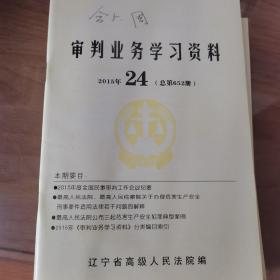 审判业务学习资料
2015年 24 (总第652期)
本期要目:
●2015年度全国民事审判工作会议纪要
●最高人民法院、最高人民检察院关于办理危害生产安全
刑事案件适用法律若干问题的解释
●最高人民法院公布三起危害生产安全犯罪典型案例
●2015年《审判业务学习资料》分类编目索引
辽宁省高级人民法院编